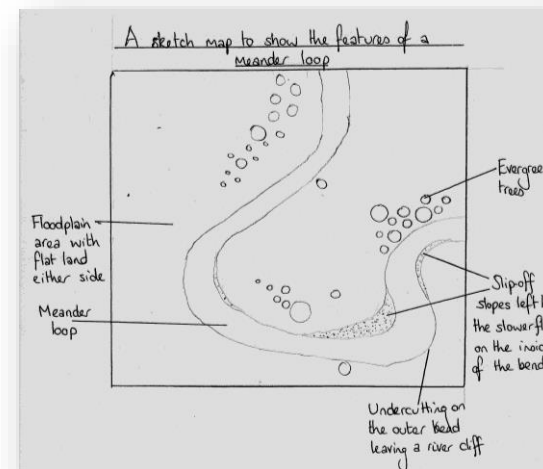 A sketch map to show the features of a
Meander loop
Evergreen
trees
Floodplain
area with
flat land
either side
Slip-off
slopes left
the slower
on the inside
of the bend
Meander
loop
Undercutting on
the outer bend
leaving a river cliff